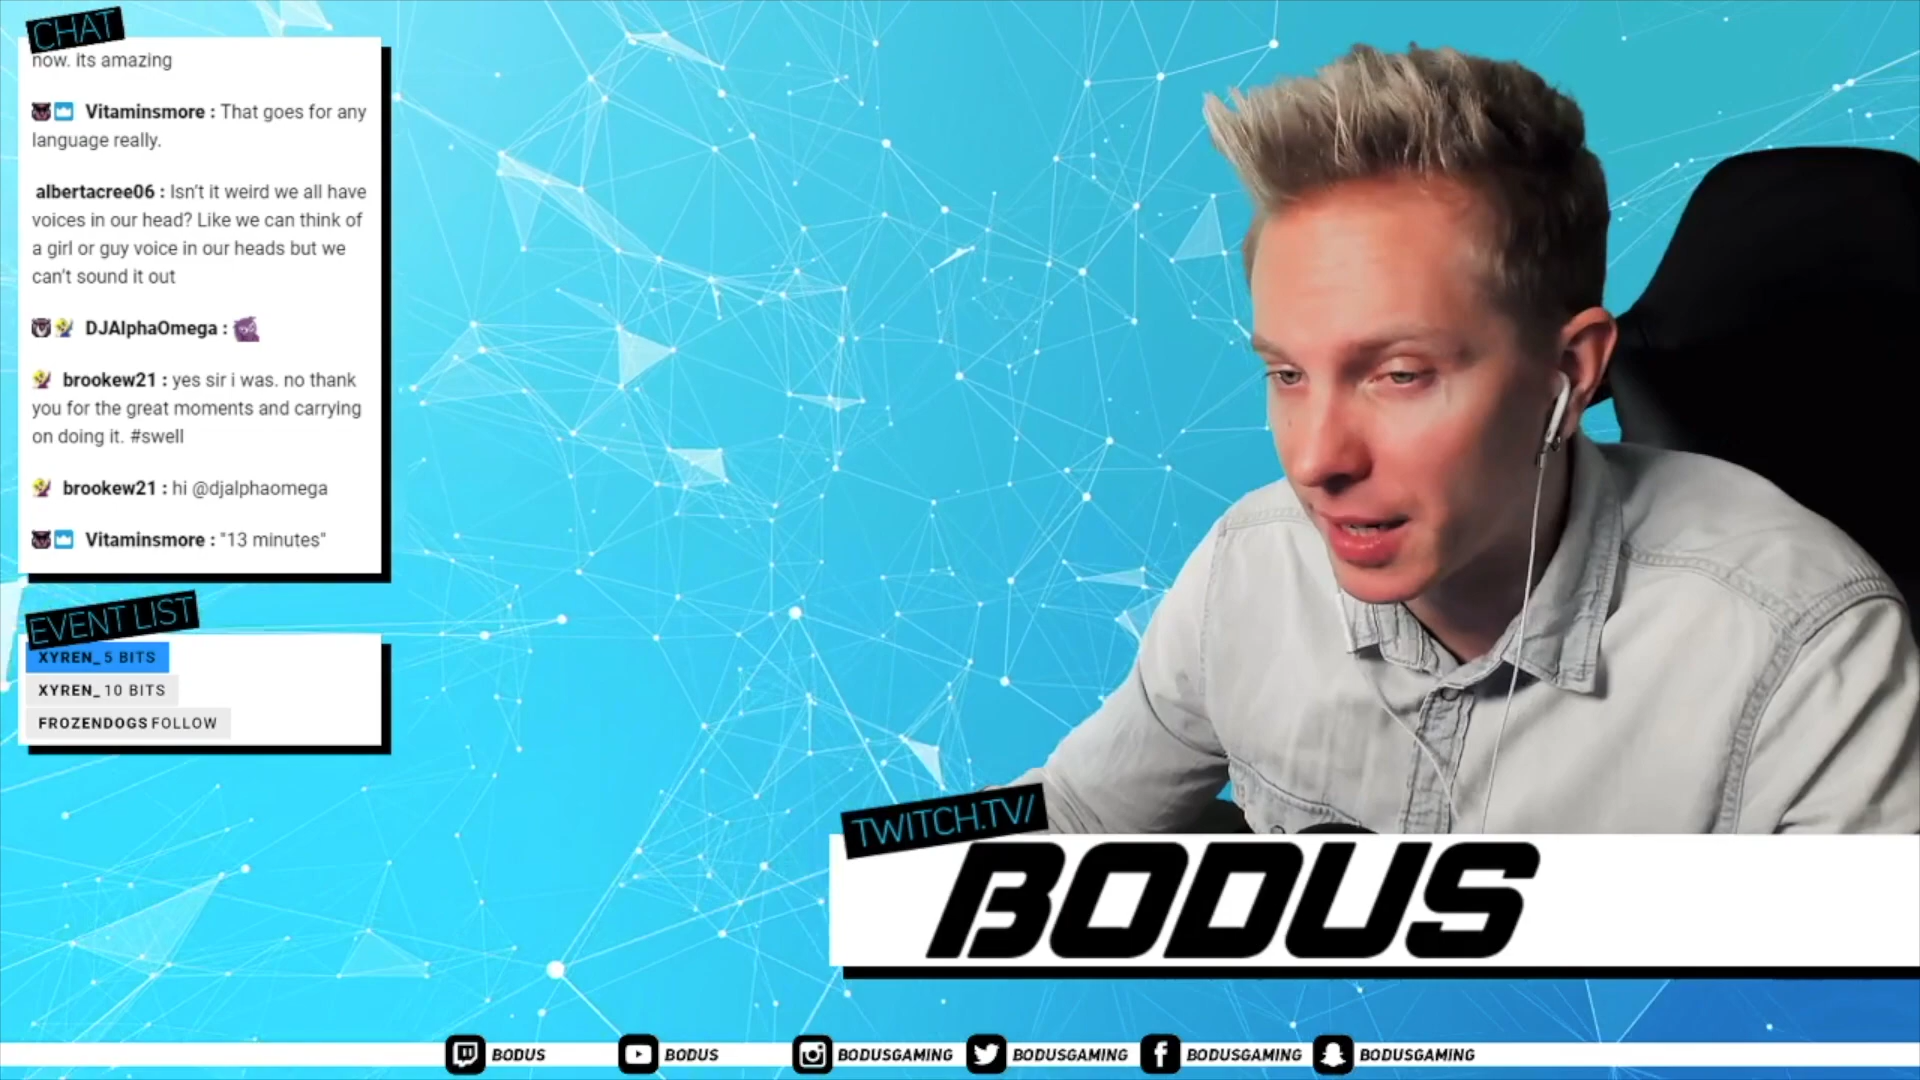 CHAT
now. its amazing
Vitaminsmore : That goes for any
language really.
albertacree06 : Isn't it weird we all have
voices in our head? Like we can think of
a girl or guy voice in our heads but we
can't sound it out
DJAlphaOmega :
brookew21 : yes sir i was. no thank
you for the great moments and carrying
on doing it. #swell
brookew21 : hi @djalphaomega
Vitaminsmore : "13 minutes"
EVENT LIST
XYREN_ 5 BITS
XYREN_ 10 BITS
FROZENDOGS FOLLOW
TWITCH.TV/
BODUS
BODUS BODUS BODUSGAMING BODUSGAMING BODUSGAMING BODUSGAMING